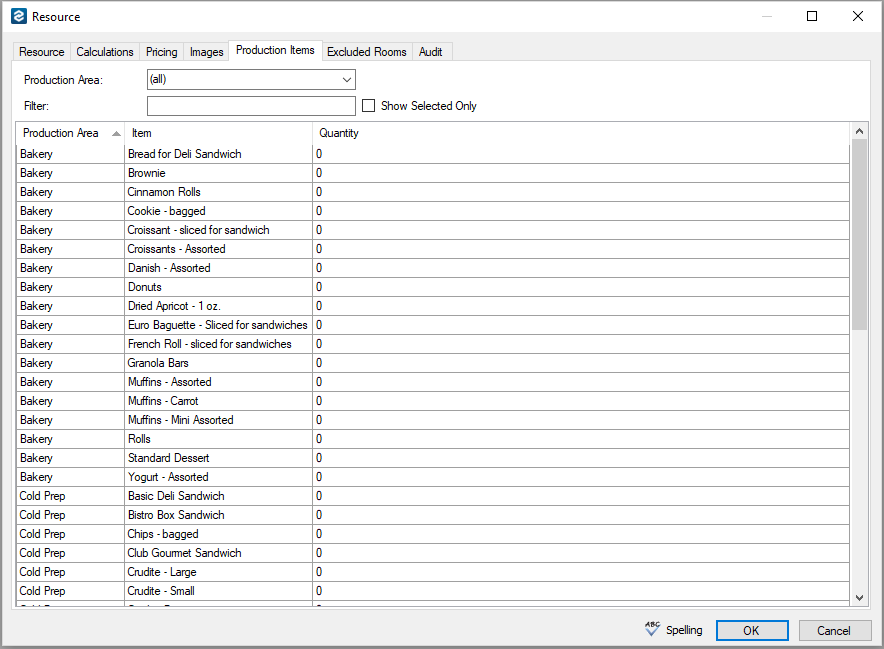 Resource
Resource Calculations Pricing Images Production Items Excluded Rooms Audit
Production Area: (all)
Filter: Show Selected Only
Production Area Item Quantity
Bakery Bread for Deli Sandwich 0
Bakery Brownie 0
Bakery Cinnamon Rolls 0
Bakery Cookie - bagged 0
Bakery Croissant - sliced for sandwich 0
Bakery Croissants - Assorted 0
Bakery Danish - Assorted 0
Bakery Donuts 0
Bakery Dried Apricot - 1 oz. 0
Bakery Euro Baguette - Sliced for sandwiches 0
Bakery French Roll - sliced for sandwiches 0
Bakery Granola Bars 0
Bakery Muffins - Assorted 0
Bakery Muffins - Carrot 0
Bakery Muffins - Mini Assorted 0
Bakery Rolls 0
Bakery Standard Dessert 0
Bakery Yogurt - Assorted 0
Cold Prep Basic Deli Sandwich 0
Cold Prep Bistro Box Sandwich 0
Cold Prep Chips - bagged 0
Cold Prep Club Gourmet Sandwich 0
Cold Prep Crudite - Large 0
Cold Prep Crudite - Small 0
ABC Spelling OK Cancel